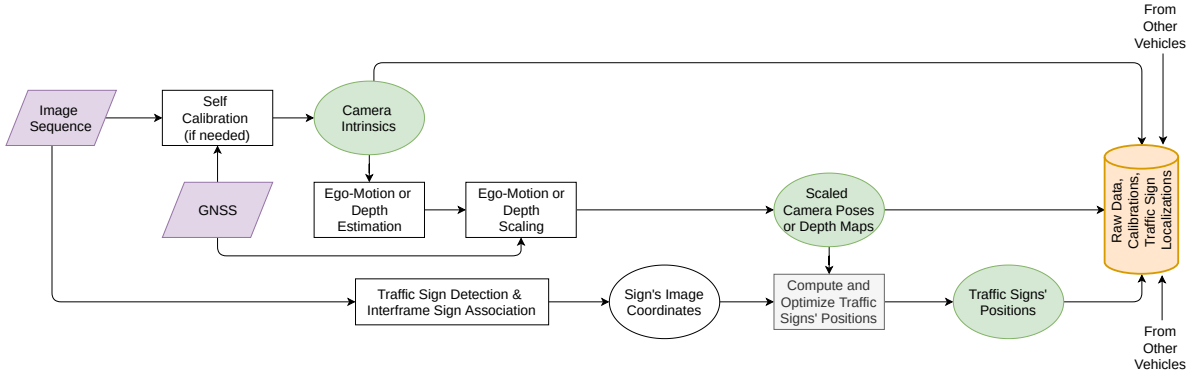 From
Other
Vehicles
Image
Sequence
Self
Calibration
(if needed)
Camera
Intrinsics
GNSS
Ego-Motion or
Depth
Estimation
Ego-Motion or
Depth
Scaling
Scaled
Camera Poses
or Depth Maps
Raw Data,
Calibrations,
Traffic Sign
Localizations
Traffic Sign Detection &
Interframe Sign Association
Sign's Image
Coordinates
Compute and
Optimize Traffic
Signs' Positions
Traffic Signs'
Positions
From
Other
Vehicles